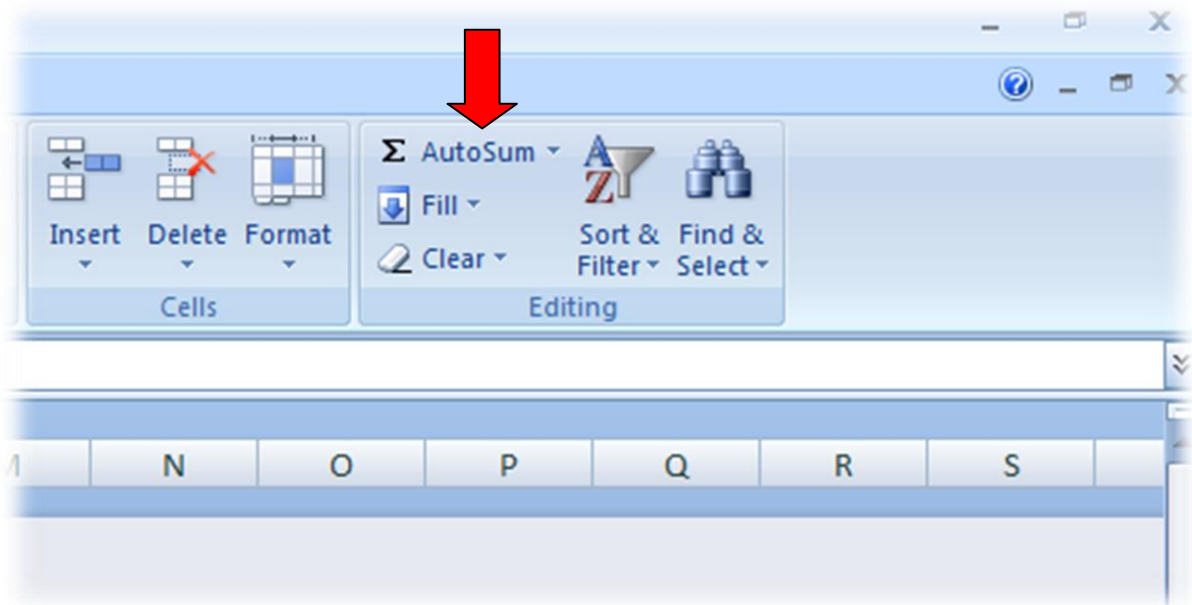 Σ AutoSum
Fill
Clear
Insert Delete Format
Sort &
Filter
Find &
Select
Cells
Editing
M N O P Q R S